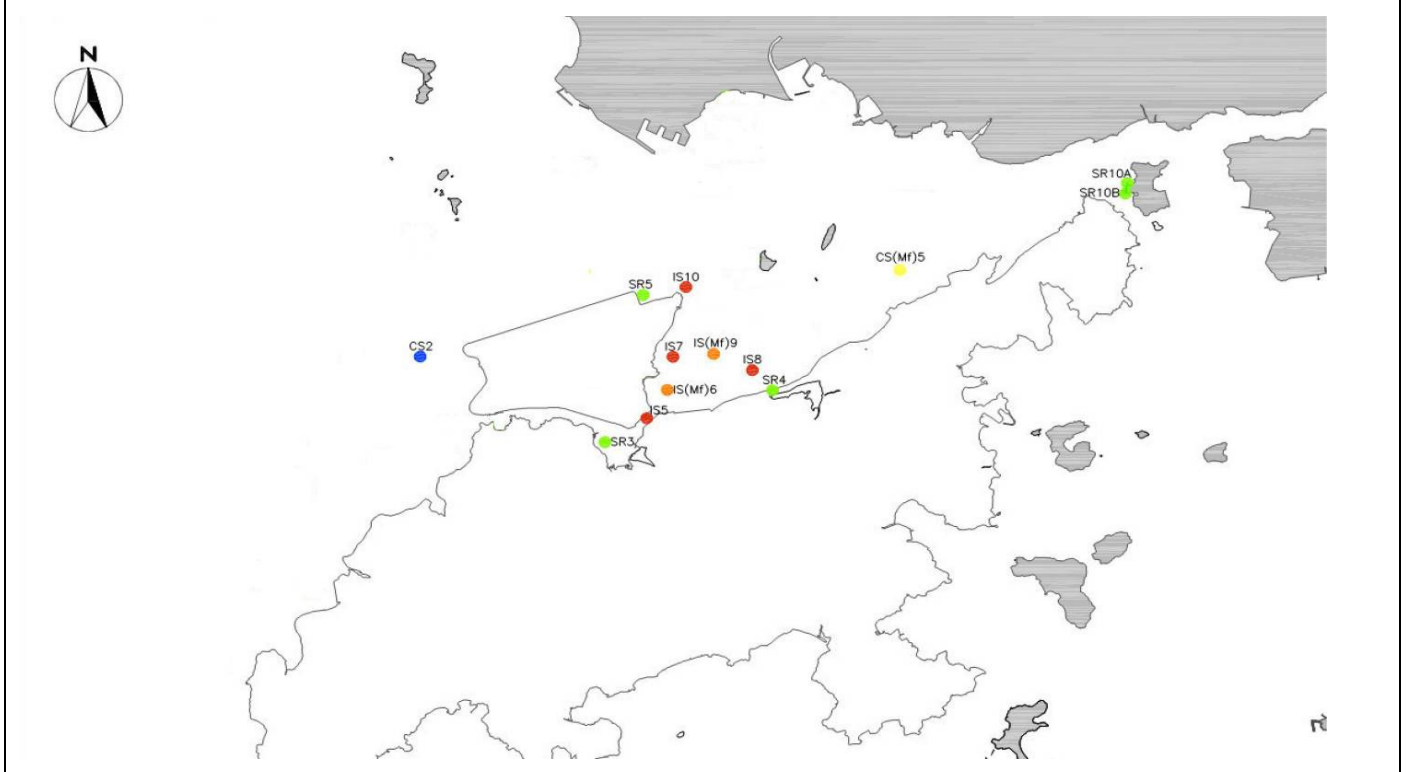 N
SR10A
SR10B
CS(Mf)5
IS10
SR5
CS2
IS7
IS(Mf)9
IS8
SR4
IS(Mf)6
IS5
SR3